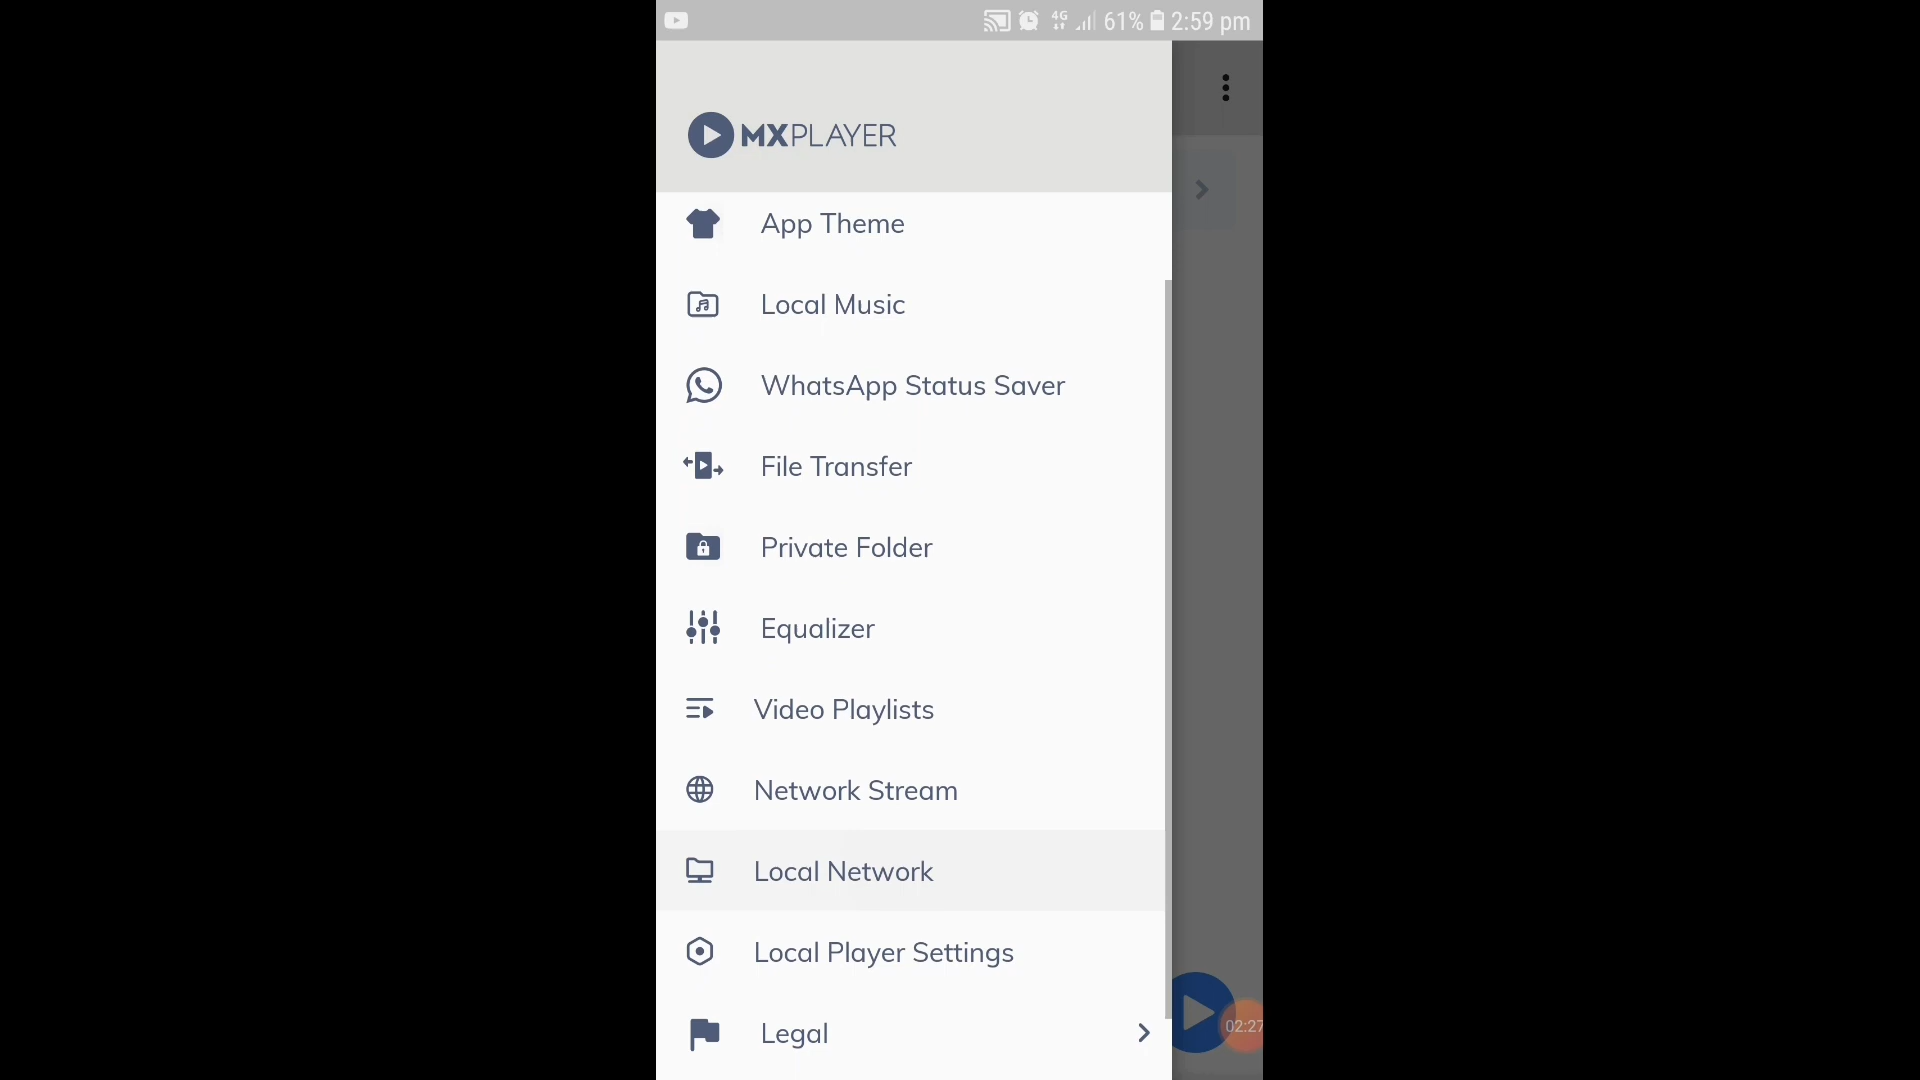 4G 61% 2:59 pm
MXPLAYER
App Theme
Local Music
WhatsApp Status Saver
File Transfer
Private Folder
Equalizer
Video Playlists
Network Stream
Local Network
Local Player Settings
Legal
02:27